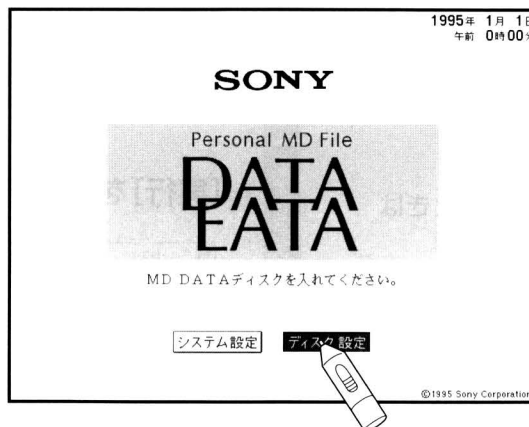 1995年 1月 1日
午前 0時00分
SONY
Personal MD File
DATA
EATA
MD DATAディスクを入れてください。
システム設定
ディスク設定
©1995 Sony Corporation